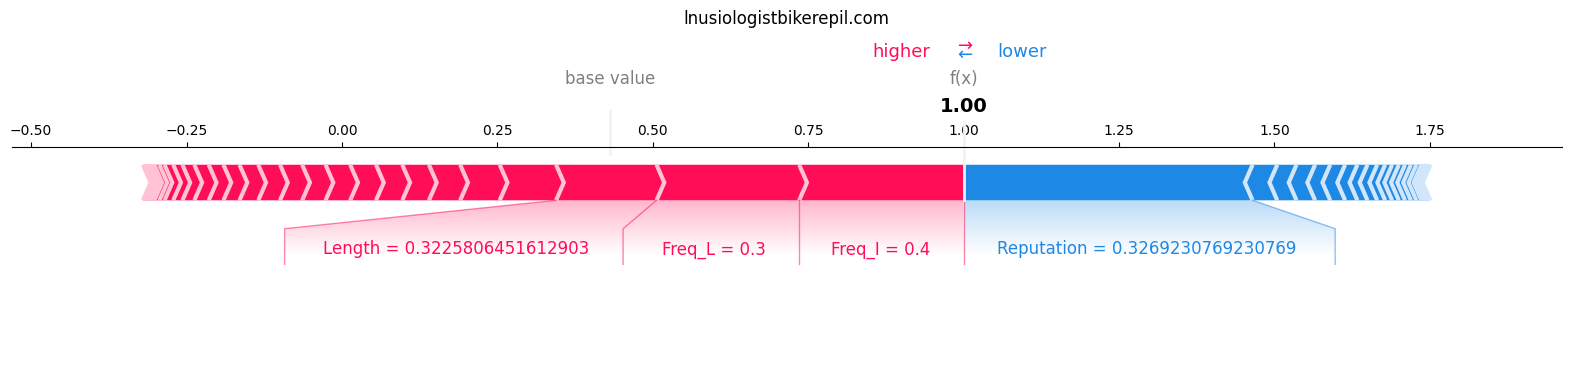 lnusiologistbikerepil.com
higher ⇄ lower
base value f(x)
1.00
−0.50 −0.25 0.00 0.25 0.50 0.75 1.00 1.25 1.50 1.75
Length = 0.3225806451612903 Freq_L = 0.3 Freq_I = 0.4 Reputation = 0.3269230769230769